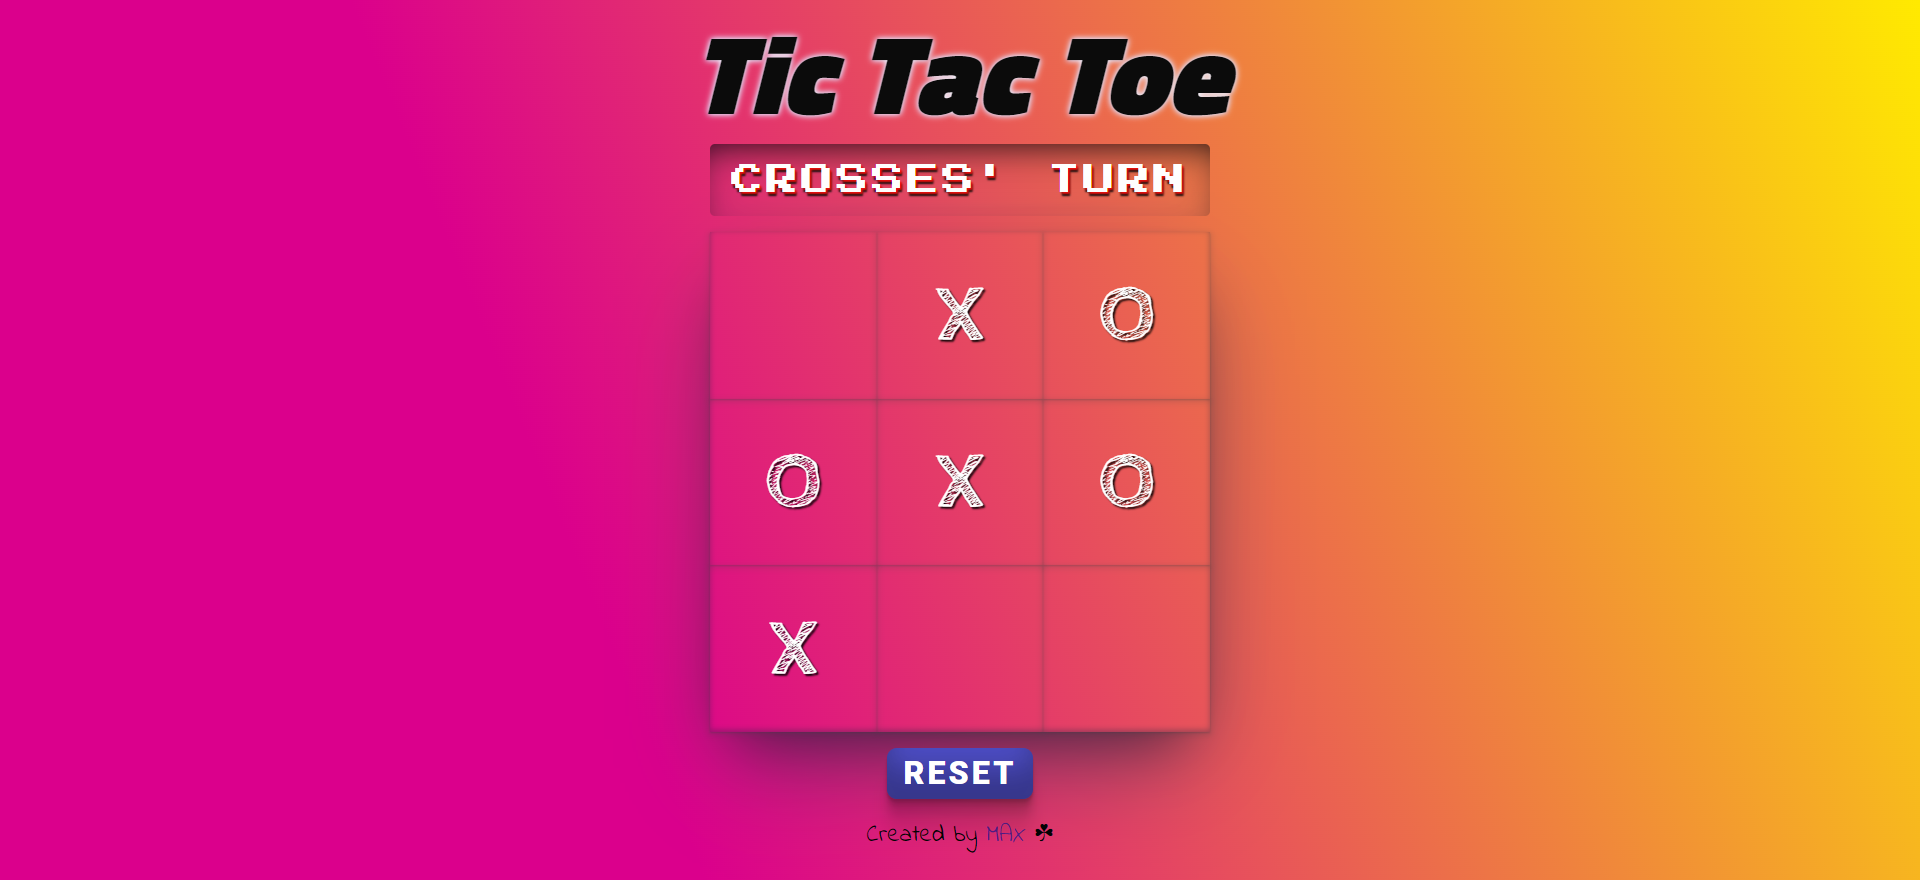 Tic Tac Toe
CROSSES' TURN
X O
O X O
X
RESET
Created by MAX ☘